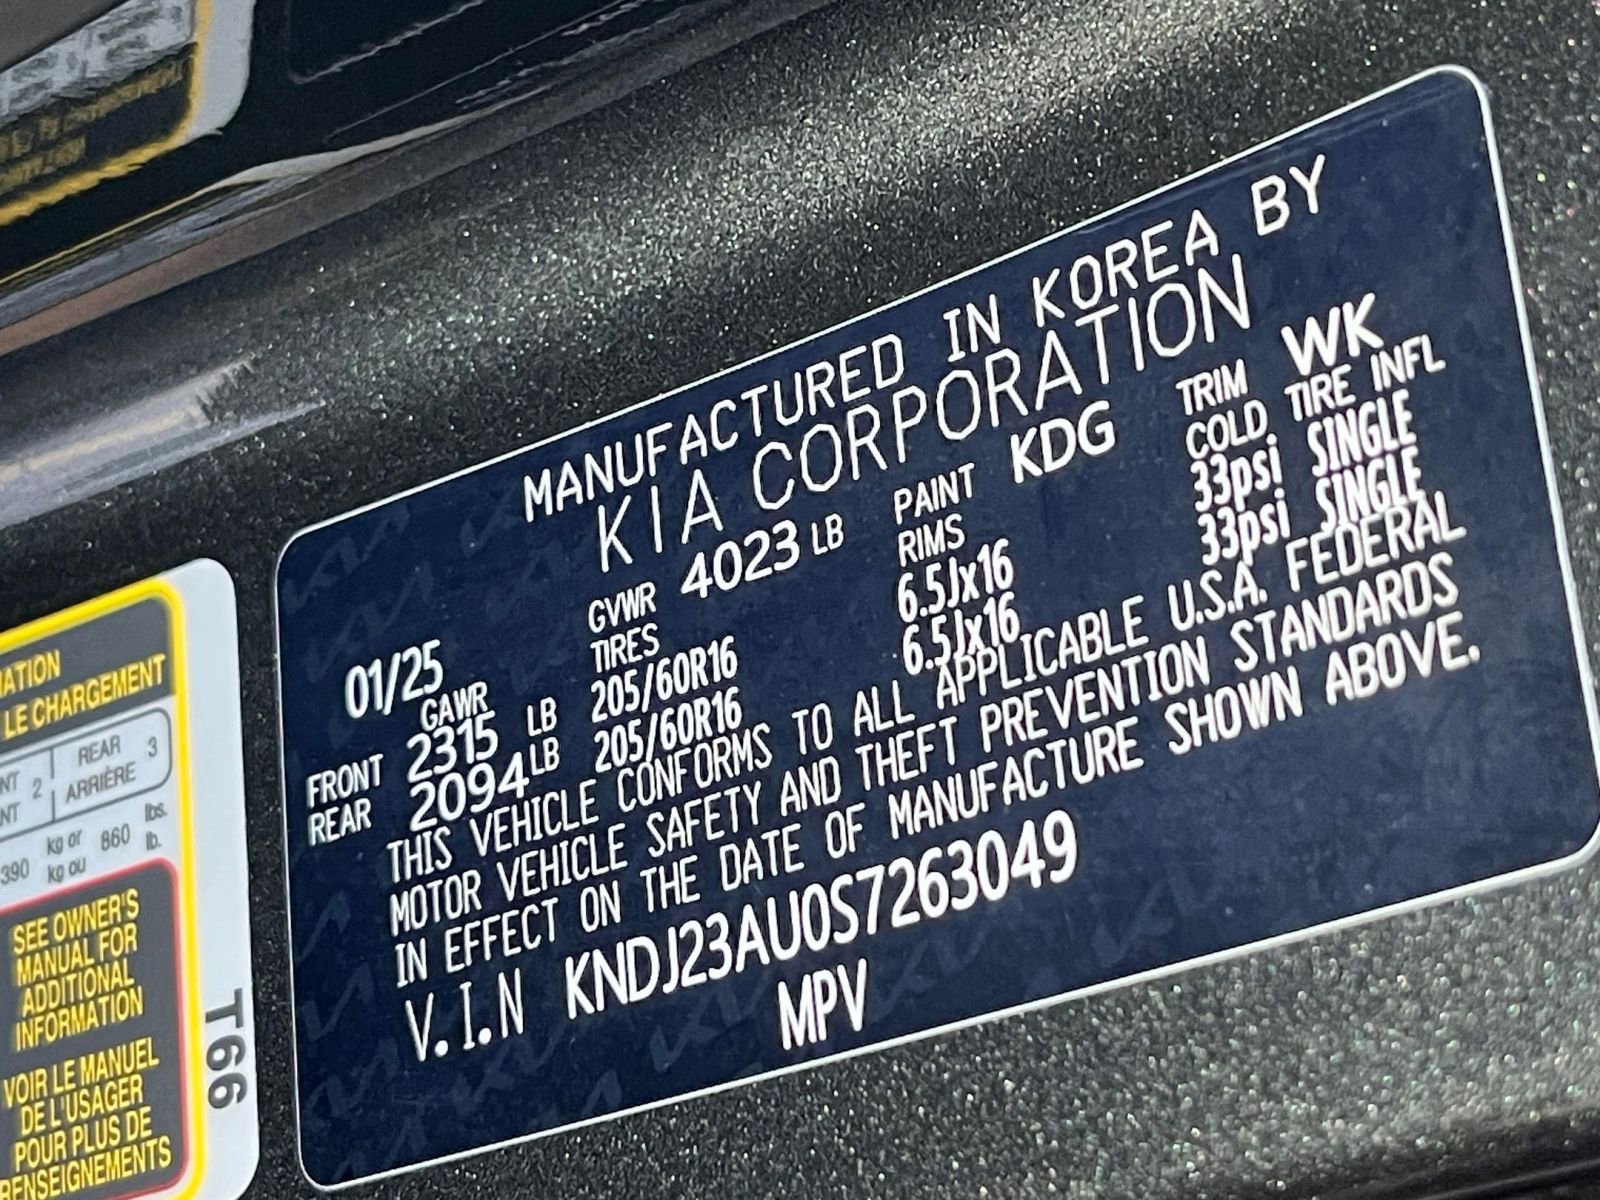 MANUFACTURED IN KOREA BY
KIA CORPORATION
01/25 GVWR 4023 LB PAINT KDG TRIM WK
GAWR TIRES RIMS COLD TIRE INFL
FRONT 2315 LB 205/60R16 6.5Jx16 33psi SINGLE
REAR 2094 LB 205/60R16 6.5Jx16 33psi SINGLE
THIS VEHICLE CONFORMS TO ALL APPLICABLE U.S.A. FEDERAL
MOTOR VEHICLE SAFETY AND THEFT PREVENTION STANDARDS
IN EFFECT ON THE DATE OF MANUFACTURE SHOWN ABOVE.
V.I.N KNDJ23AU0S7263049
MPV
LE CHARGEMENT
2 REAR 3
ARRIÈRE
390 kg or 860 lbs.
kg ou lb.
SEE OWNER'S
MANUAL FOR
ADDITIONAL
INFORMATION
VOIR LE MANUEL
DE L'USAGER
POUR PLUS DE
RENSEIGNEMENTS
T66